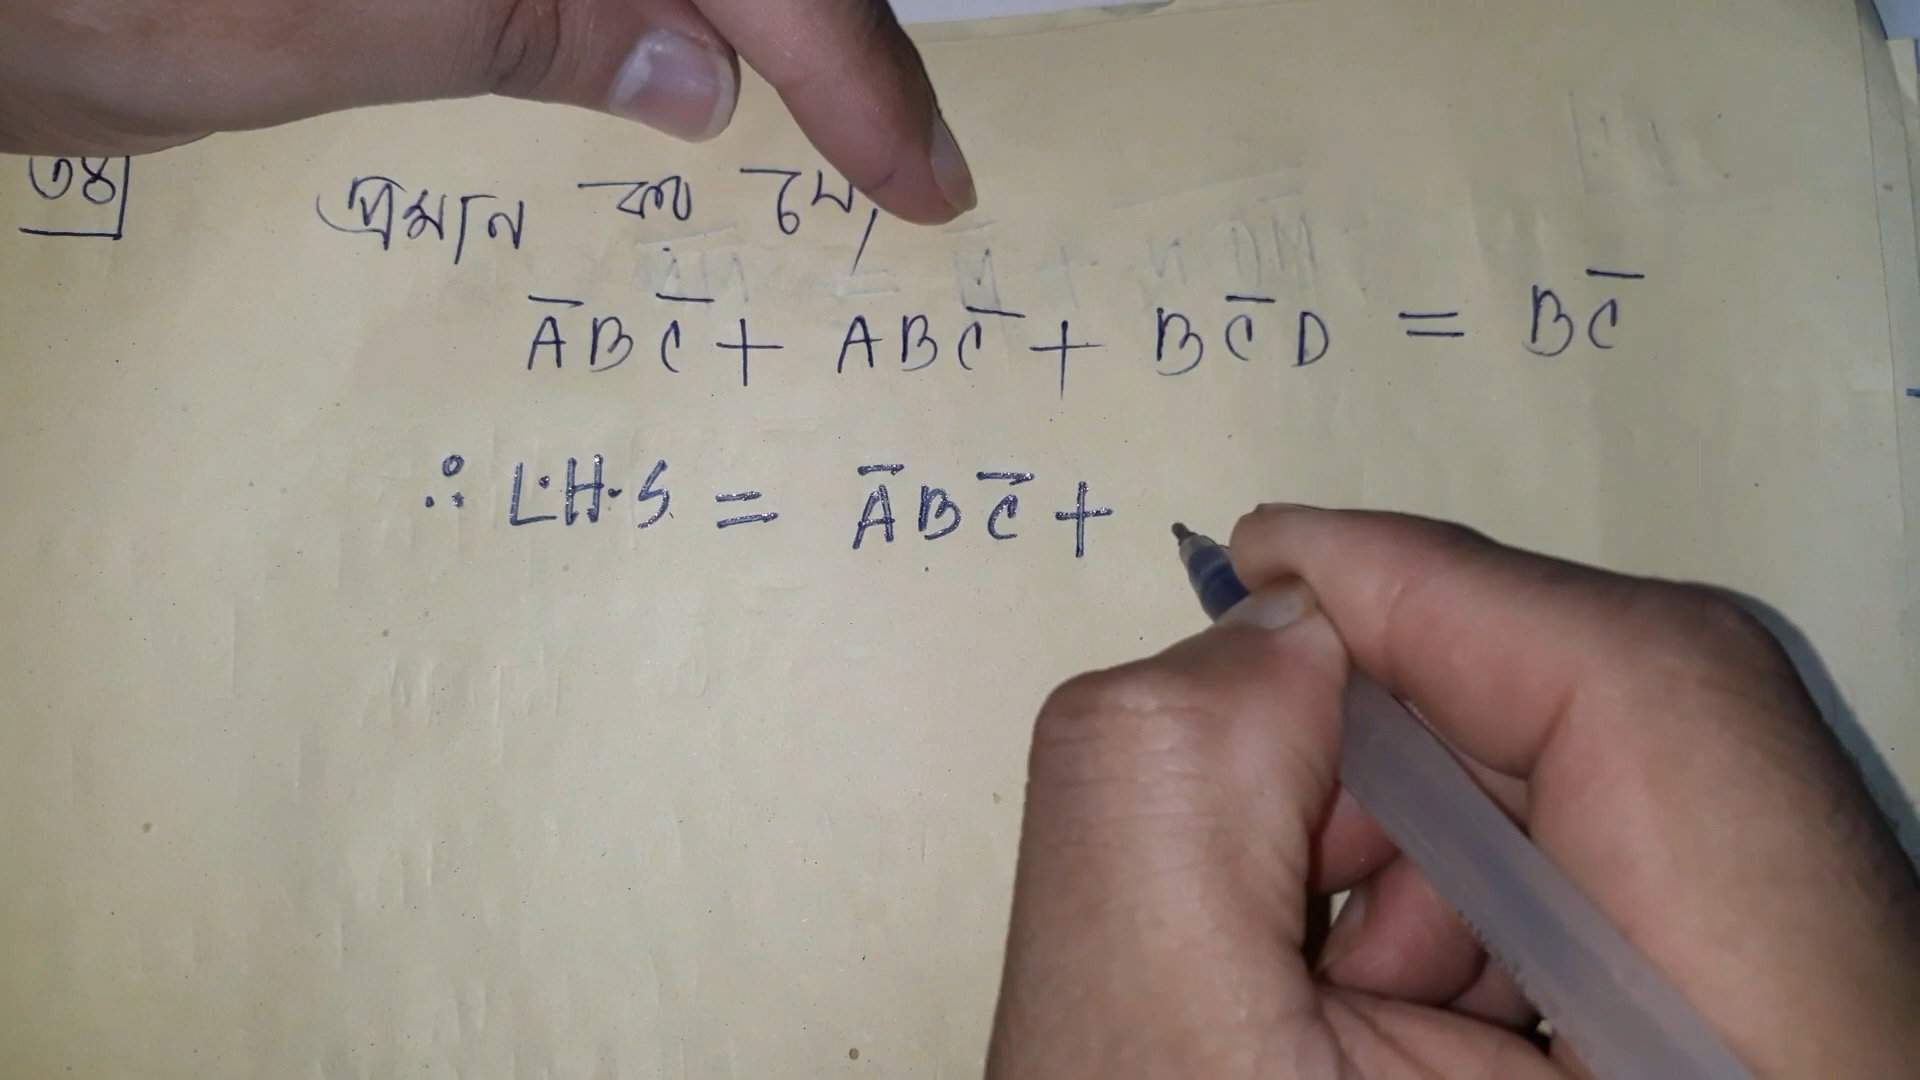 ৩৪
প্রমান কর যে,
A̅BC̅ + ABC̅ + BC̅D = BC̅
∴ L.H.S = A̅BC̅ +